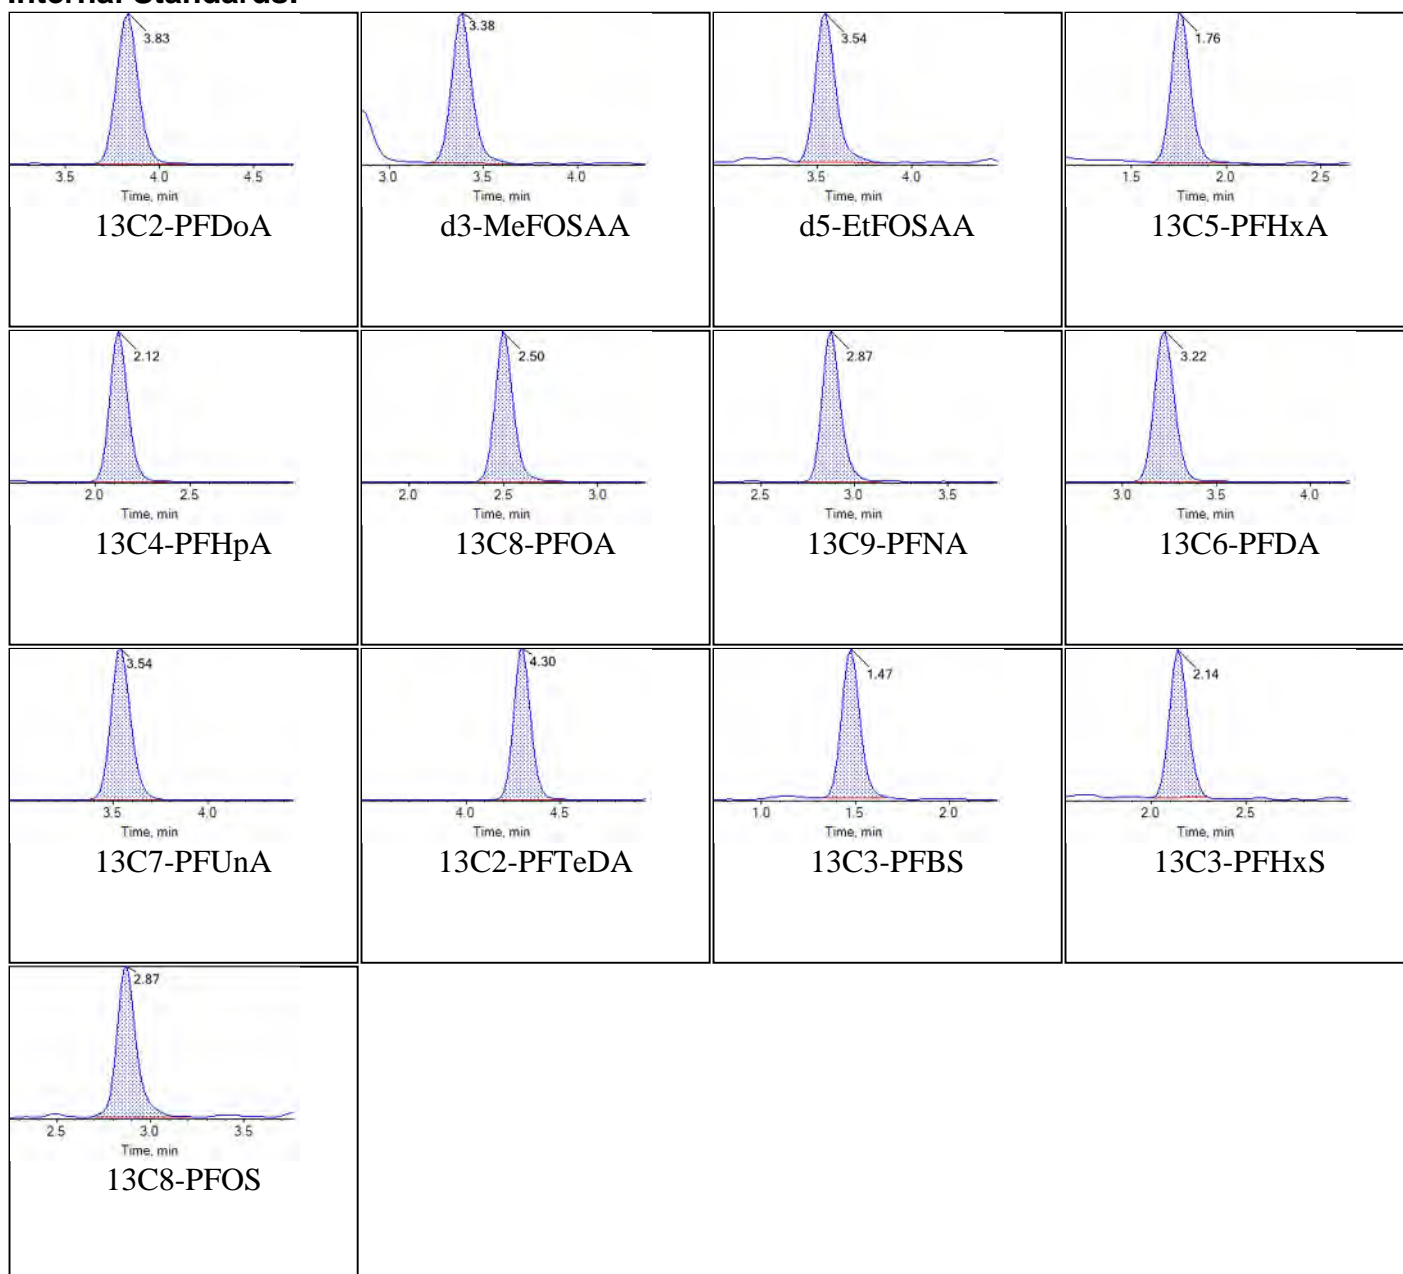 Internal Standards:
3.83
3.5 4.0 4.5
Time, min
13C2-PFDoA
3.38
3.0 3.5 4.0
Time, min
d3-MeFOSAA
3.54
3.5 4.0
Time, min
d5-EtFOSAA
1.76
1.5 2.0 2.5
Time, min
13C5-PFHxA
2.12
2.0 2.5
Time, min
13C4-PFHpA
2.50
2.0 2.5 3.0
Time, min
13C8-PFOA
2.87
2.5 3.0 3.5
Time, min
13C9-PFNA
3.22
3.0 3.5 4.0
Time, min
13C6-PFDA
3.54
3.5 4.0
Time, min
13C7-PFUnA
4.30
4.0 4.5
Time, min
13C2-PFTeDA
1.47
1.0 1.5 2.0
Time, min
13C3-PFBS
2.14
2.0 2.5
Time, min
13C3-PFHxS
2.87
2.5 3.0 3.5
Time, min
13C8-PFOS